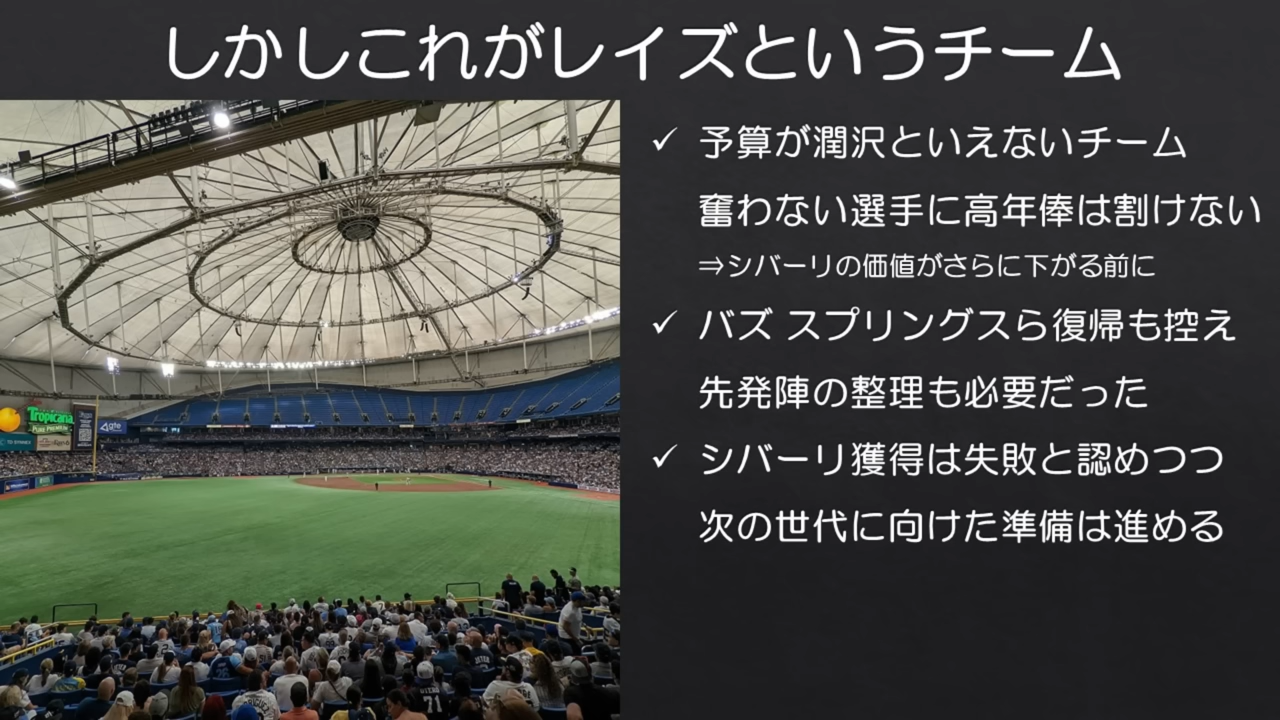 しかしこれがレイズというチーム
✓ 予算が潤沢といえないチーム
奮わない選手に高年俸は割けない
⇒シバーリの価値がさらに下がる前に
✓ バズ スプリングスら復帰も控え
先発陣の整理も必要だった
✓ シバーリ獲得は失敗と認めつつ
次の世代に向けた準備は進める
Tropicana
PURE PREMIUM
4ate
71